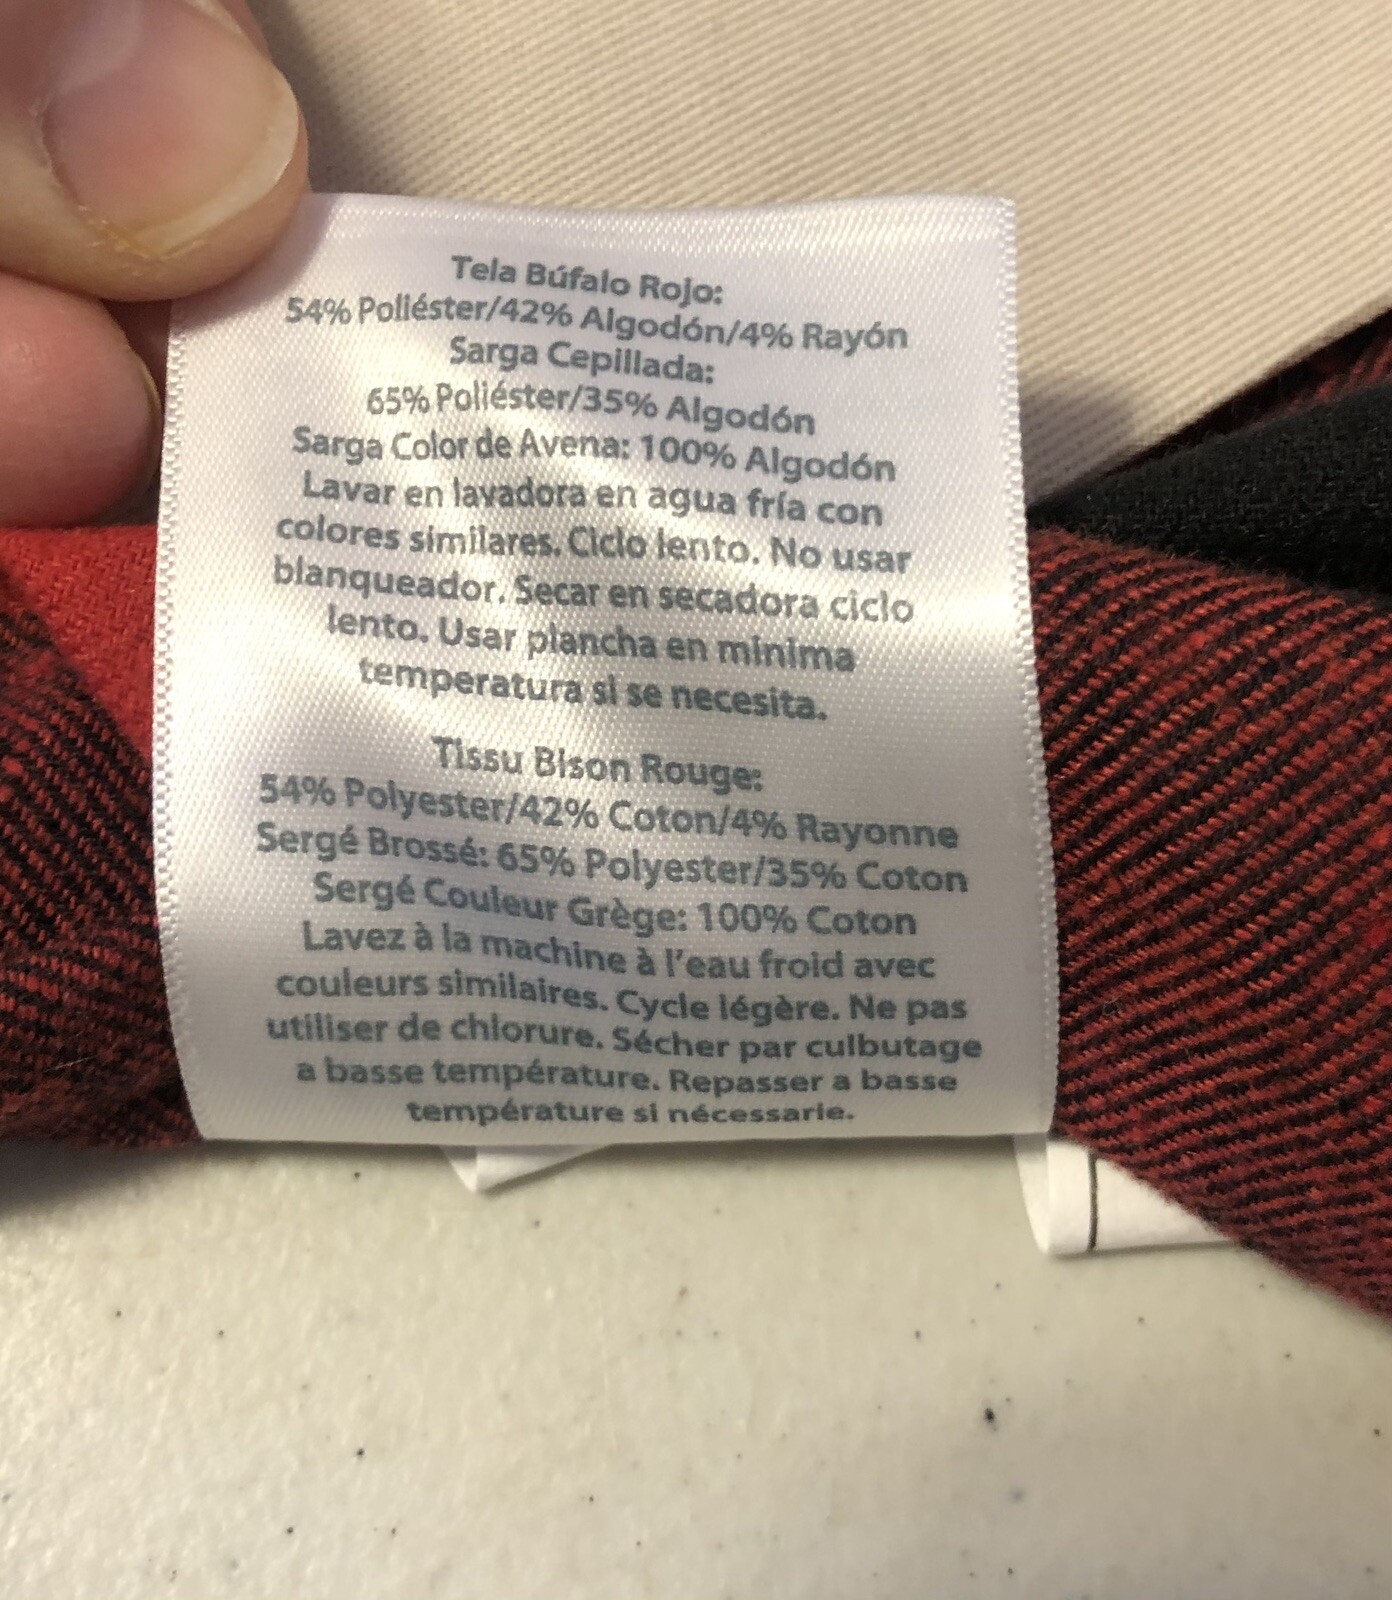 Tela Búfalo Rojo:
54% Poliéster/42% Algodón/4% Rayón
Sarga Cepillada:
65% Poliéster/35% Algodón
Sarga Color de Avena: 100% Algodón
Lavar en lavadora en agua fría con
colores similares. Ciclo lento. No usar
blanqueador. Secar en secadora ciclo
lento. Usar plancha en minima
temperatura si se necesita.
Tissu Bison Rouge:
54% Polyester/42% Coton/4% Rayonne
Sergé Brossé: 65% Polyester/35% Coton
Sergé Couleur Grège: 100% Coton
Lavez à la machine à l'eau froid avec
couleurs similaires. Cycle légère. Ne pas
utiliser de chlorure. Sécher par culbutage
a basse température. Repasser a basse
température si nécessarie.